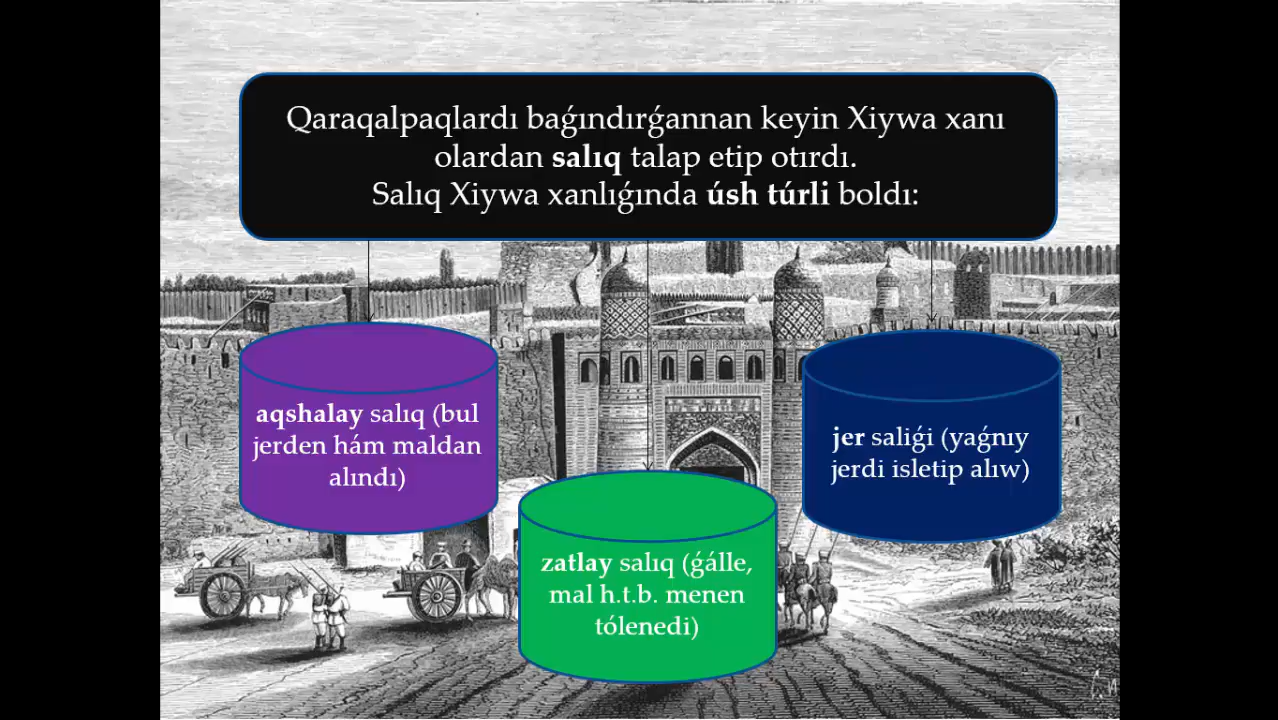 Qaraqalpaqlardı baǵındırǵannan keyin Xiywa xanı
olardan salıq talap etip otırdı.
Salıq Xiywa xanlıǵında úsh túrli boldı:
aqshalay salıq (bul
jerden hám maldan
alındı)
zatlay salıq (ǵálle,
mal h.t.b. menen
tólenedi)
jer saliǵi (yaǵnıy
jerdi isletip alıw)